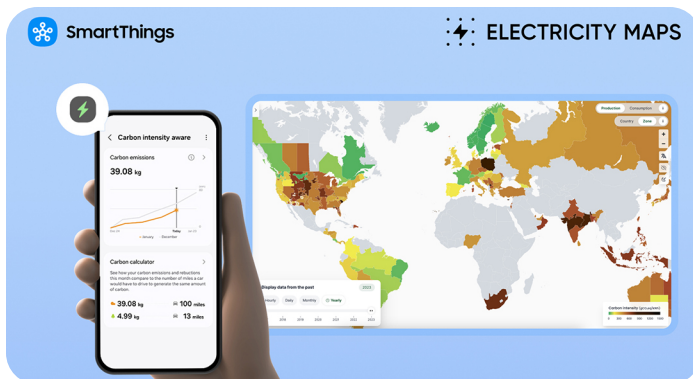 SmartThings
ELECTRICITY MAPS
Carbon intensity aware
Carbon emissions
39.08 kg
Today
Carbon calculator
See how your carbon emissions and reductions
this month compare to the number of miles a car
would have to drive to generate the same amount
of carbon.
39.08 kg
100 miles
4.99 kg
13 miles
Production
Consumption
Country
Zone
Display data from the past
2023
Daily
Monthly
Yearly